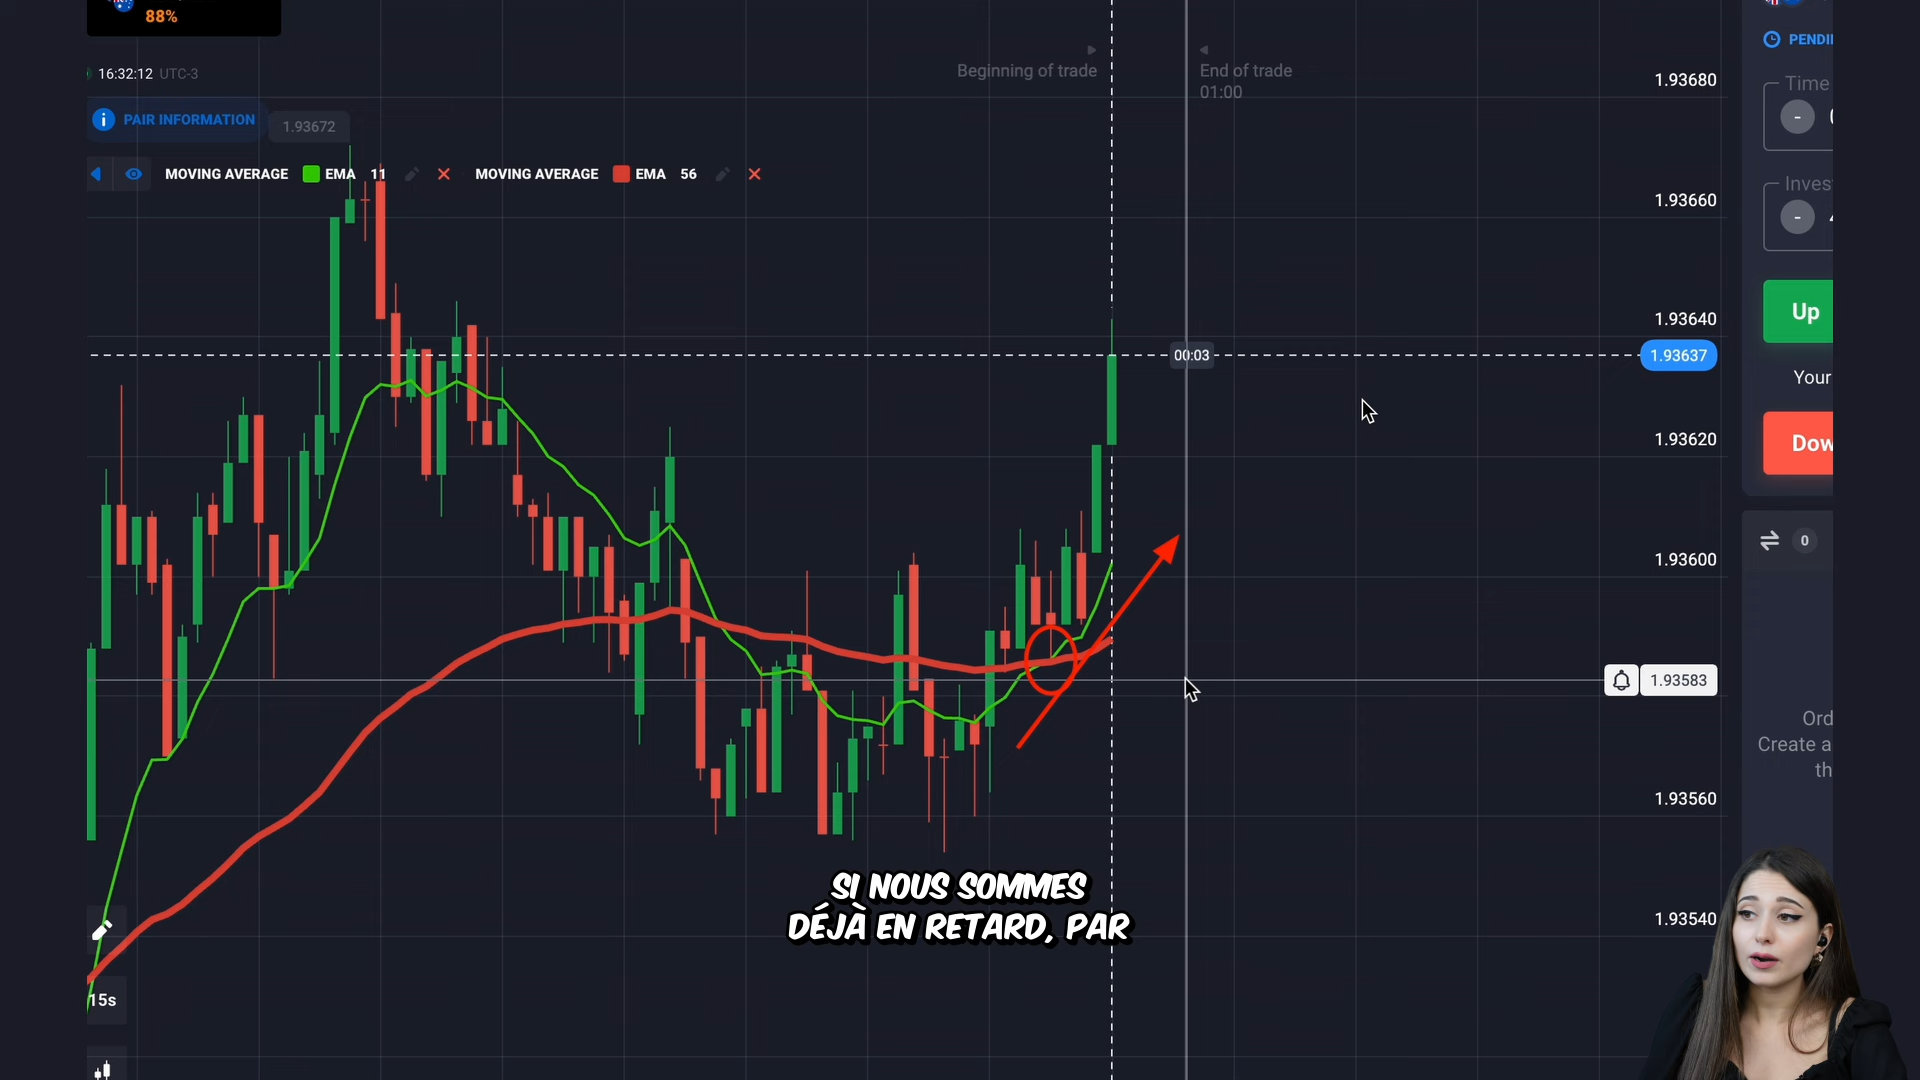 88%
16:32:12 UTC-3
Beginning of trade
End of trade
01:00
PAIR INFORMATION
1.93672
MOVING AVERAGE EMA 11 MOVING AVERAGE EMA 56
1.93680
1.93660
1.93640
00:03
1.93637
1.93620
1.93600
1.93583
1.93560
1.93540
15s
PENDI
Time
-
Inves
-
Up
Your
Dow
0
Ord
Create a
th
SI NOUS SOMMES
DÉJÀ EN RETARD, PAR